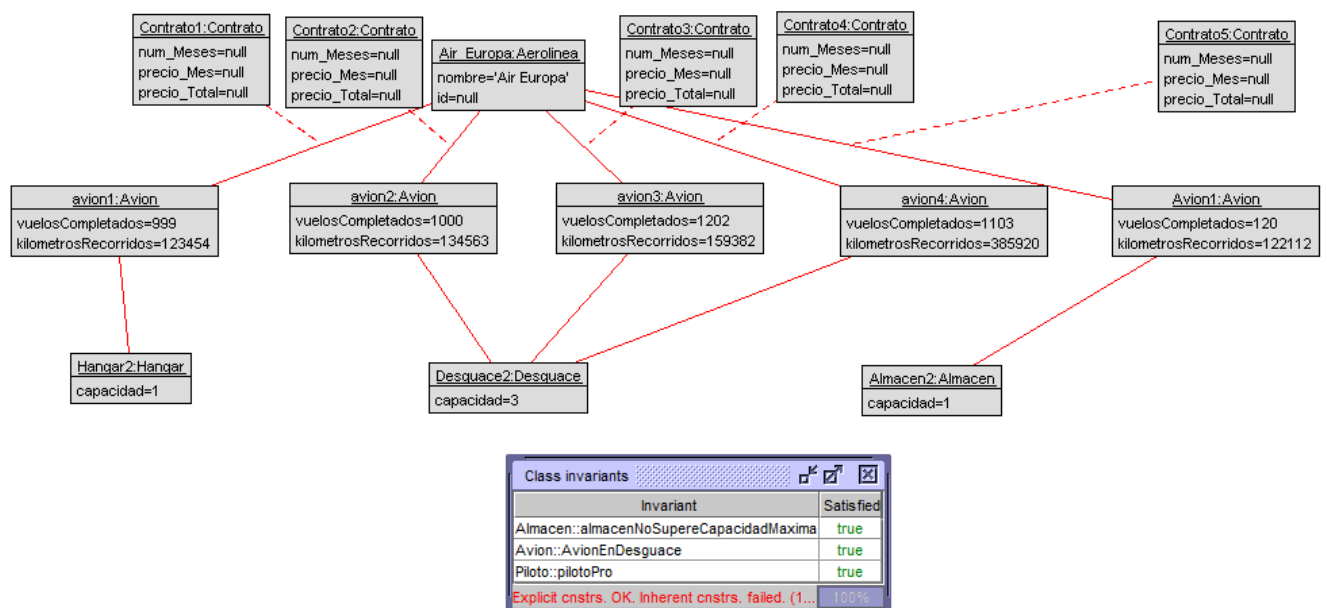 Contrato1:Contrato
num_Meses=null
precio_Mes=null
precio_Total=null
Contrato2:Contrato
num_Meses=null
precio_Mes=null
precio_Total=null
Air_Europa:Aerolinea
nombre='Air Europa'
id=null
Contrato3:Contrato
num_Meses=null
precio_Mes=null
precio_Total=null
Contrato4:Contrato
num_Meses=null
precio_Mes=null
precio_Total=null
Contrato5:Contrato
num_Meses=null
precio_Mes=null
precio_Total=null
avion1:Avion
vuelosCompletados=999
kilometrosRecorridos=123454
avion2:Avion
vuelosCompletados=1000
kilometrosRecorridos=134563
avion3:Avion
vuelosCompletados=1202
kilometrosRecorridos=159382
avion4:Avion
vuelosCompletados=1103
kilometrosRecorridos=385920
Avion1:Avion
vuelosCompletados=120
kilometrosRecorridos=122112
Hangar2:Hangar
capacidad=1
Desguace2:Desguace
capacidad=3
Almacen2:Almacen
capacidad=1
Class invariants
Invariant Satisfied
Almacen::almacenNoSupereCapacidadMaxima true
Avion::AvionEnDesguace true
Piloto::pilotoPro true
Explicit cnstrs. OK. Inherent cnstrs. failed. (1... 100%